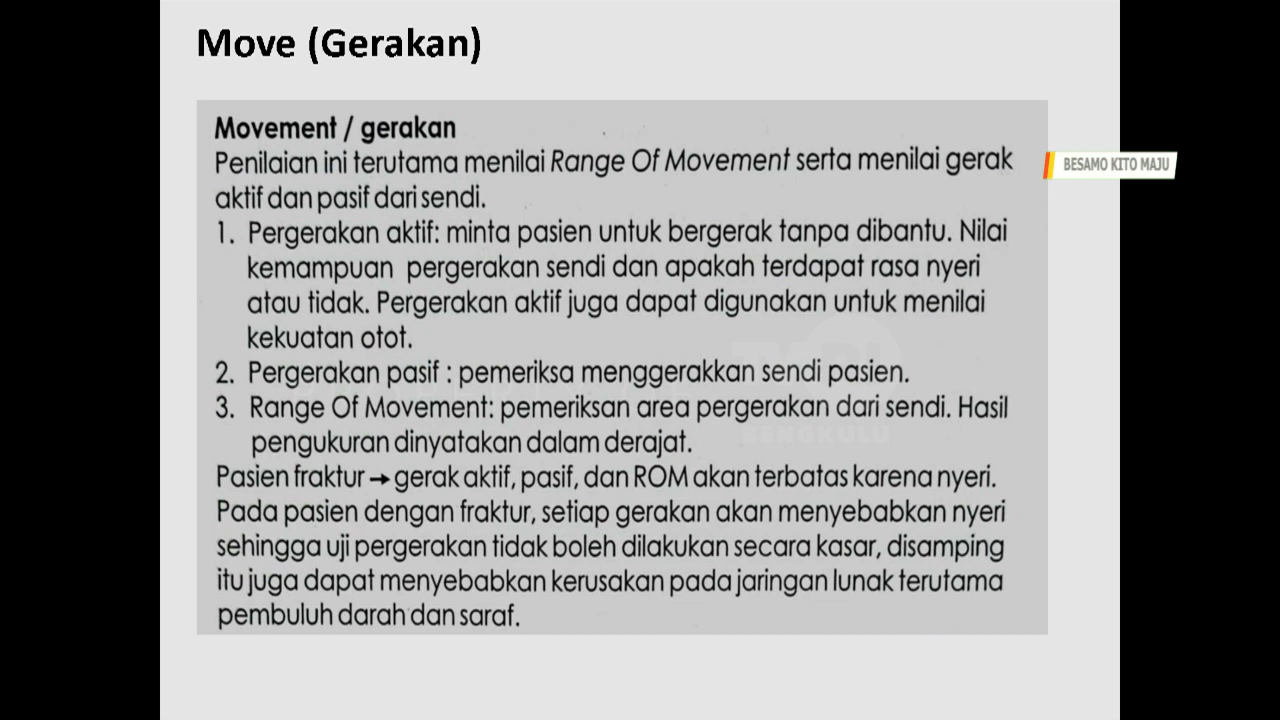 Move (Gerakan)
Movement / gerakan
Penilaian ini terutama menilai Range Of Movement serta menilai gerak
aktif dan pasif dari sendi.
1. Pergerakan aktif: minta pasien untuk bergerak tanpa dibantu. Nilai
kemampuan pergerakan sendi dan apakah terdapat rasa nyeri
atau tidak. Pergerakan aktif juga dapat digunakan untuk menilai
kekuatan otot.
2. Pergerakan pasif : pemeriksa menggerakkan sendi pasien.
3. Range Of Movement: pemeriksan area pergerakan dari sendi. Hasil
pengukuran dinyatakan dalam derajat.
Pasien fraktur → gerak aktif, pasif, dan ROM akan terbatas karena nyeri.
Pada pasien dengan fraktur, setiap gerakan akan menyebabkan nyeri
sehingga uji pergerakan tidak boleh dilakukan secara kasar, disamping
itu juga dapat menyebabkan kerusakan pada jaringan lunak terutama
pembuluh darah dan saraf.
BESAMO KITO MAJU
BENGKULU